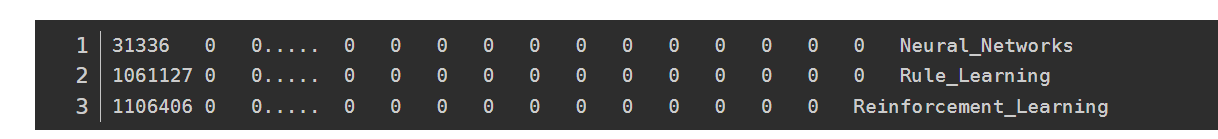 1 31336 0 0..... 0 0 0 0 0 0 0 0 0 0 0 0 Neural_Networks
2 1061127 0 0..... 0 0 0 0 0 0 0 0 0 0 0 0 Rule_Learning
3 1106406 0 0..... 0 0 0 0 0 0 0 0 0 0 0 Reinforcement_Learning